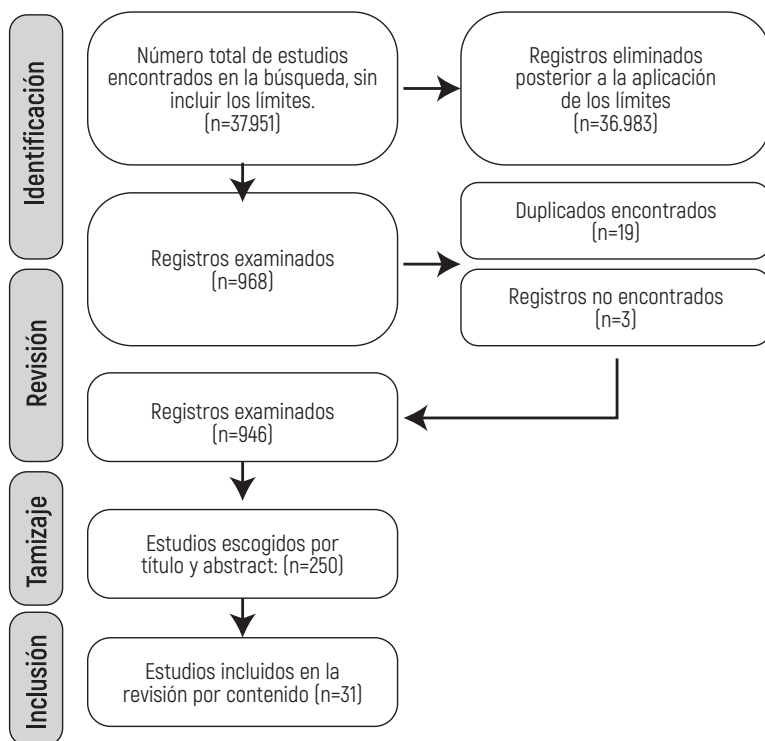 Identificación
Número total de estudios
encontrados en la búsqueda, sin
incluir los límites.
(n=37.951)
Registros eliminados
posterior a la aplicación
de los límites
(n=36.983)
Registros examinados
(n=968)
Duplicados encontrados
(n=19)
Registros no encontrados
(n=3)
Revisión
Registros examinados
(n=946)
Tamizaje
Estudios escogidos por
título y abstract: (n=250)
Inclusión
Estudios incluidos en la
revisión por contenido (n=31)